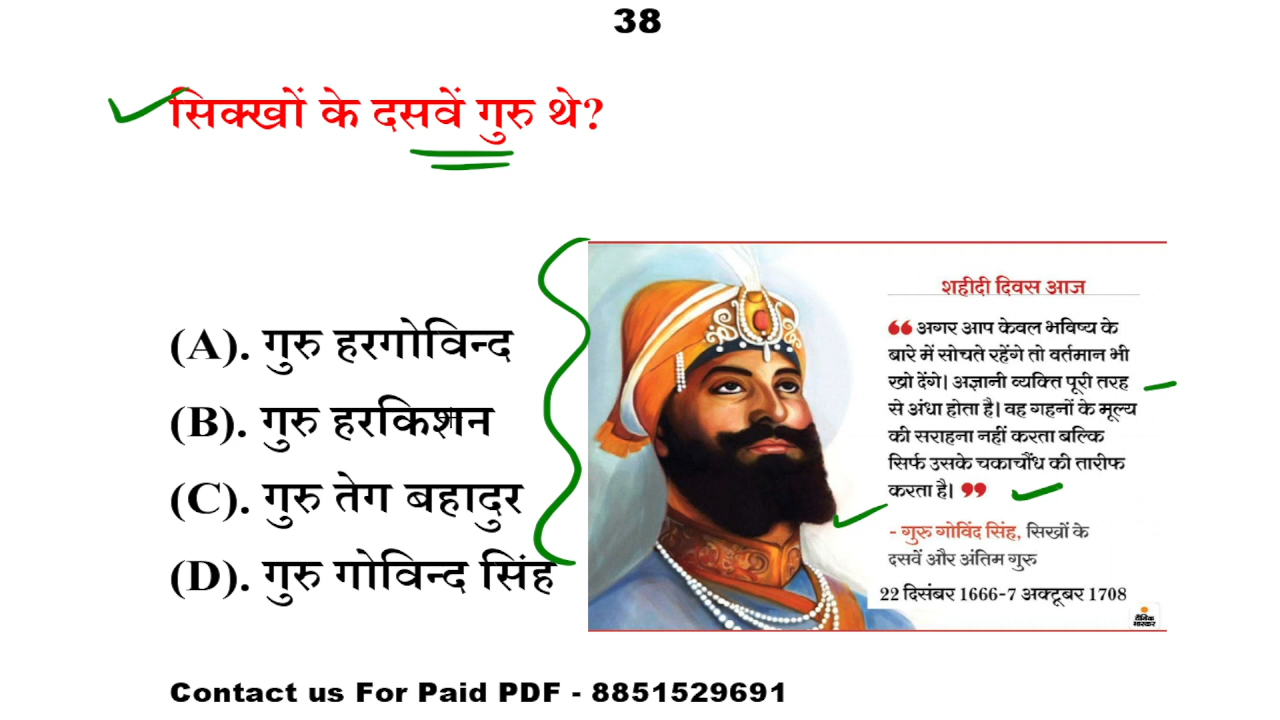 38
सिक्खों के दसवें गुरु थे?
(A). गुरु हरगोविन्द
(B). गुरु हरकिशन
(C). गुरु तेग बहादुर
(D). गुरु गोविन्द सिंह
शहीदी दिवस आज
❝ अगर आप केवल भविष्य के
बारे में सोचते रहेंगे तो वर्तमान भी
खो देंगे। अज्ञानी व्यक्ति पूरी तरह
से अंधा होता है। वह गहनों के मूल्य
की सराहना नहीं करता बल्कि
सिर्फ उसके चकाचौंध की तारीफ
करता है। ❞
- गुरु गोविंद सिंह, सिखों के
दसवें और अंतिम गुरु
22 दिसंबर 1666-7 अक्टूबर 1708
दैनिक
भास्कर
Contact us For Paid PDF - 8851529691